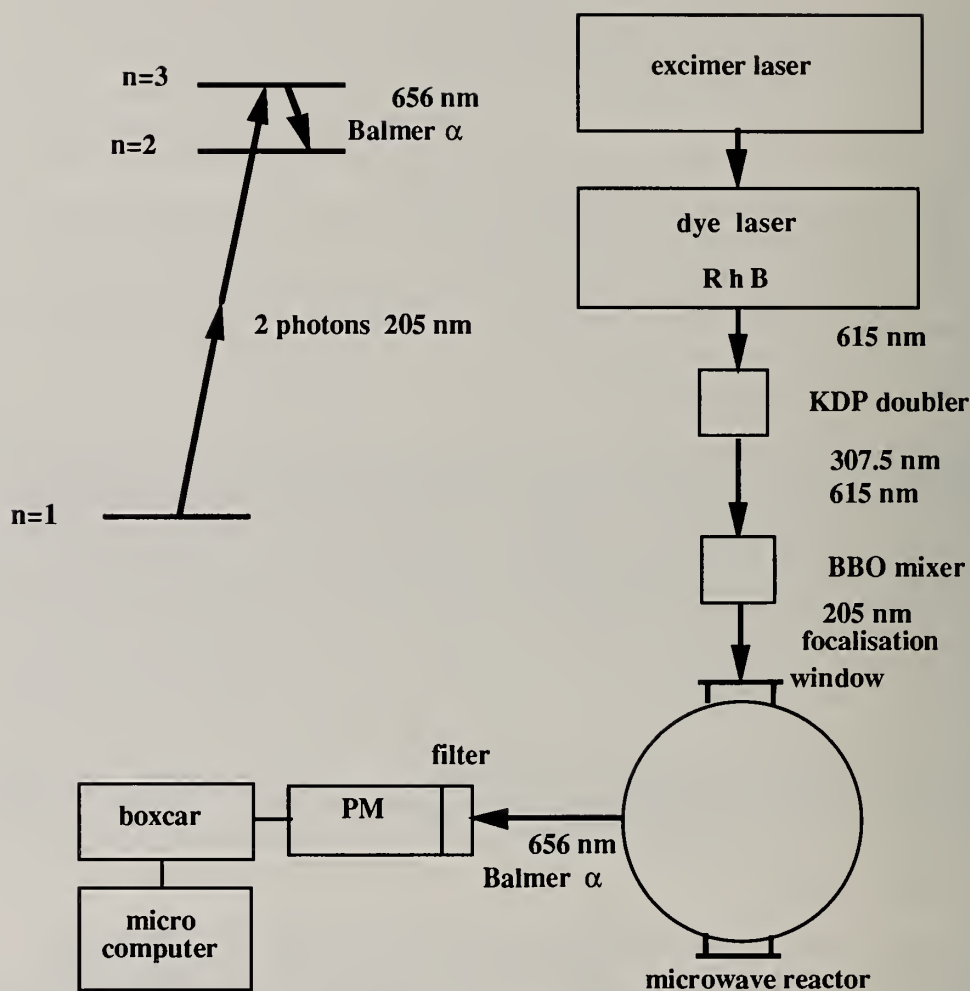 n=3
656 nm
Balmer α
n=2
2 photons 205 nm
n=1
excimer laser
dye laser
R h B
615 nm
KDP doubler
307.5 nm
615 nm
BBO mixer
205 nm
focalisation
window
filter
boxcar
PM
656 nm
Balmer α
micro
computer
microwave reactor